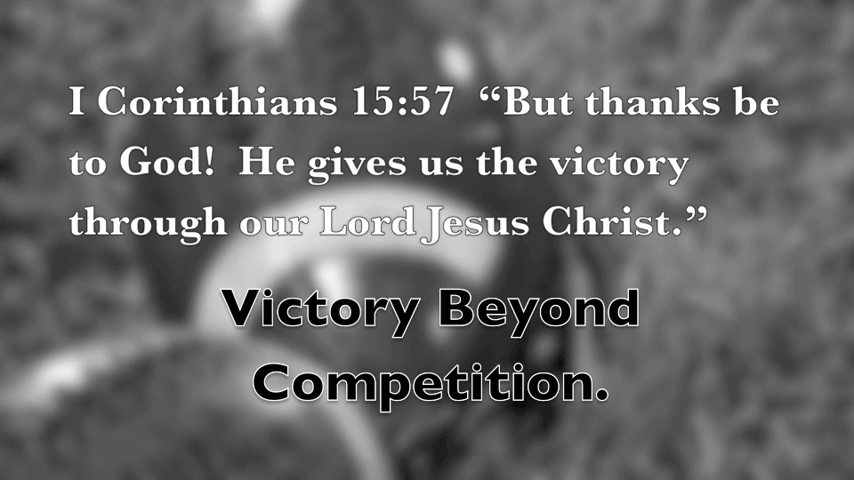 I Corinthians 15:57  “But thanks be
to God!  He gives us the victory
through our Lord Jesus Christ.”
Victory Beyond
Competition.